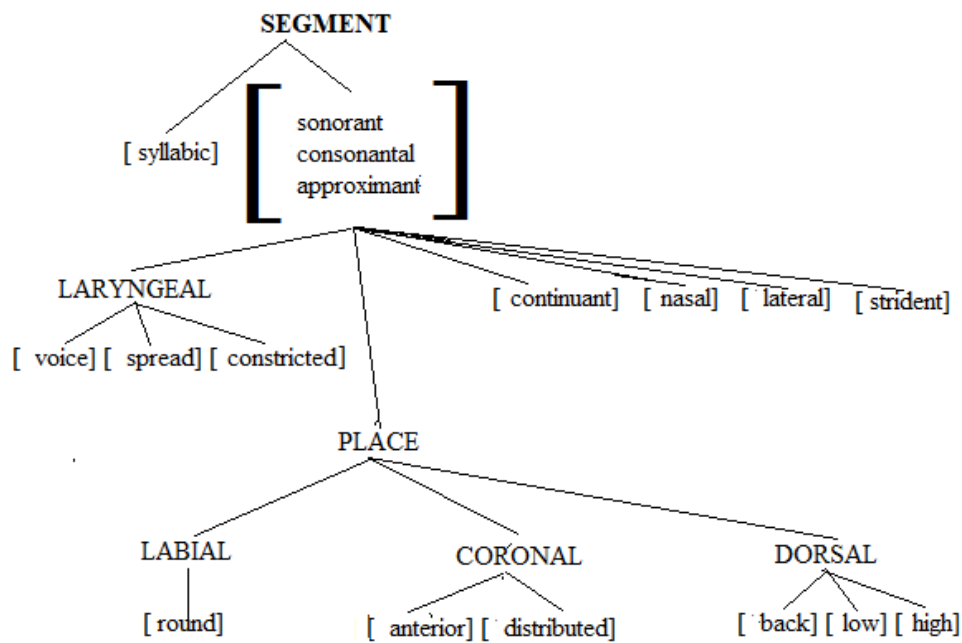 SEGMENT
[ syllabic]
sonorant
consonantal
approximant
LARYNGEAL
[ continuant] [ nasal] [ lateral] [ strident]
[ voice] [ spread] [ constricted]
PLACE
LABIAL CORONAL DORSAL
[ round] [ anterior] [ distributed] [ back] [ low] [ high]